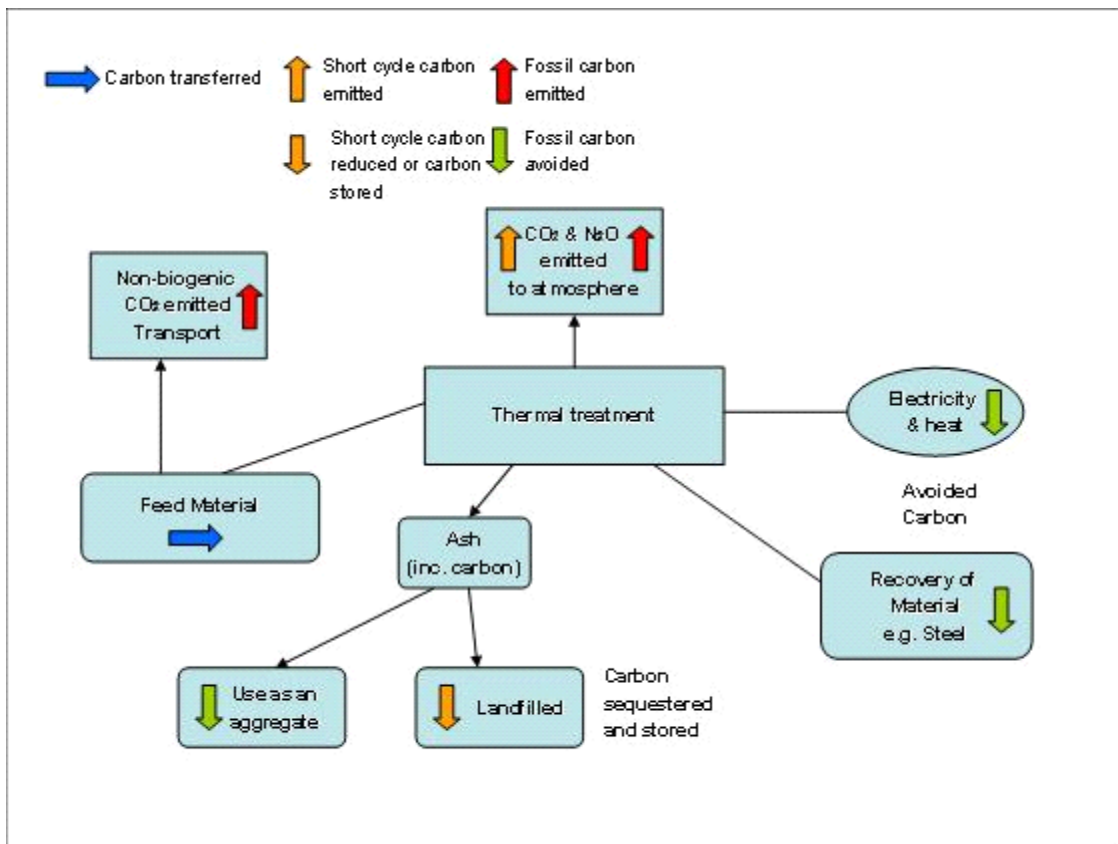 Carbon transferred
Short cycle carbon
emitted
Fossil carbon
emitted
Short cycle carbon
reduced or carbon
stored
Fossil carbon
avoided
CO₂ & N₂O
emitted
to atmosphere
Non-biogenic
CO₂ emitted
Transport
Thermal treatment
Electricity
& heat
Avoided
Carbon
Feed Material
Ash
(inc. carbon)
Recovery of
Material
e.g. Steel
Use as an
aggregate
Landfilled
Carbon
sequestered
and stored